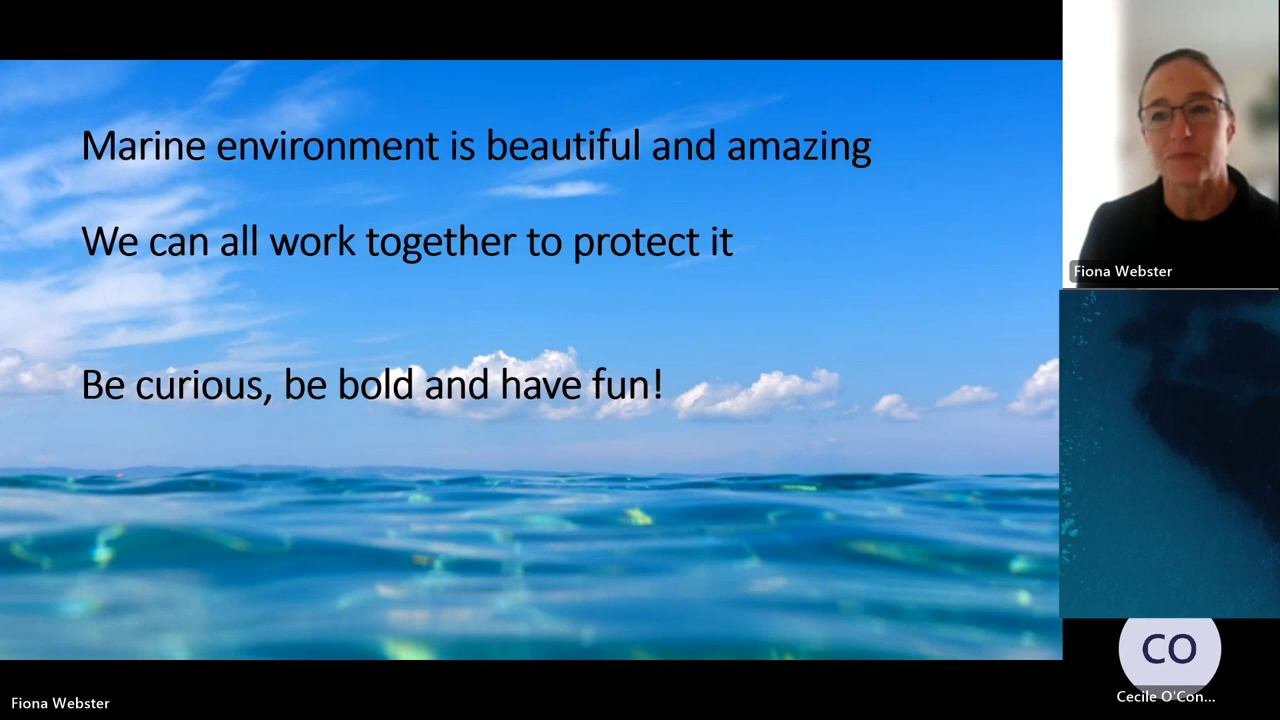 Marine environment is beautiful and amazing
We can all work together to protect it
Be curious, be bold and have fun!
Fiona Webster
CO
Cecile O'Con...
Fiona Webster